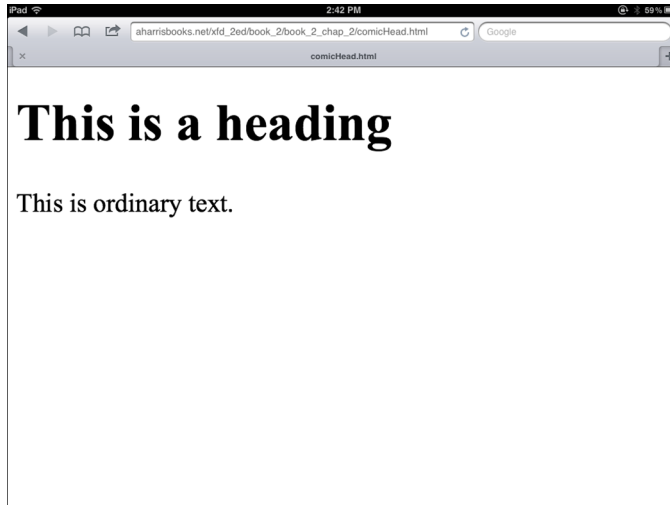 iPad 2:42 PM 59%
aharrisbooks.net/xfd_2ed/book_2/book_2_chap_2/comicHead.html Google
comicHead.html
This is a heading
This is ordinary text.